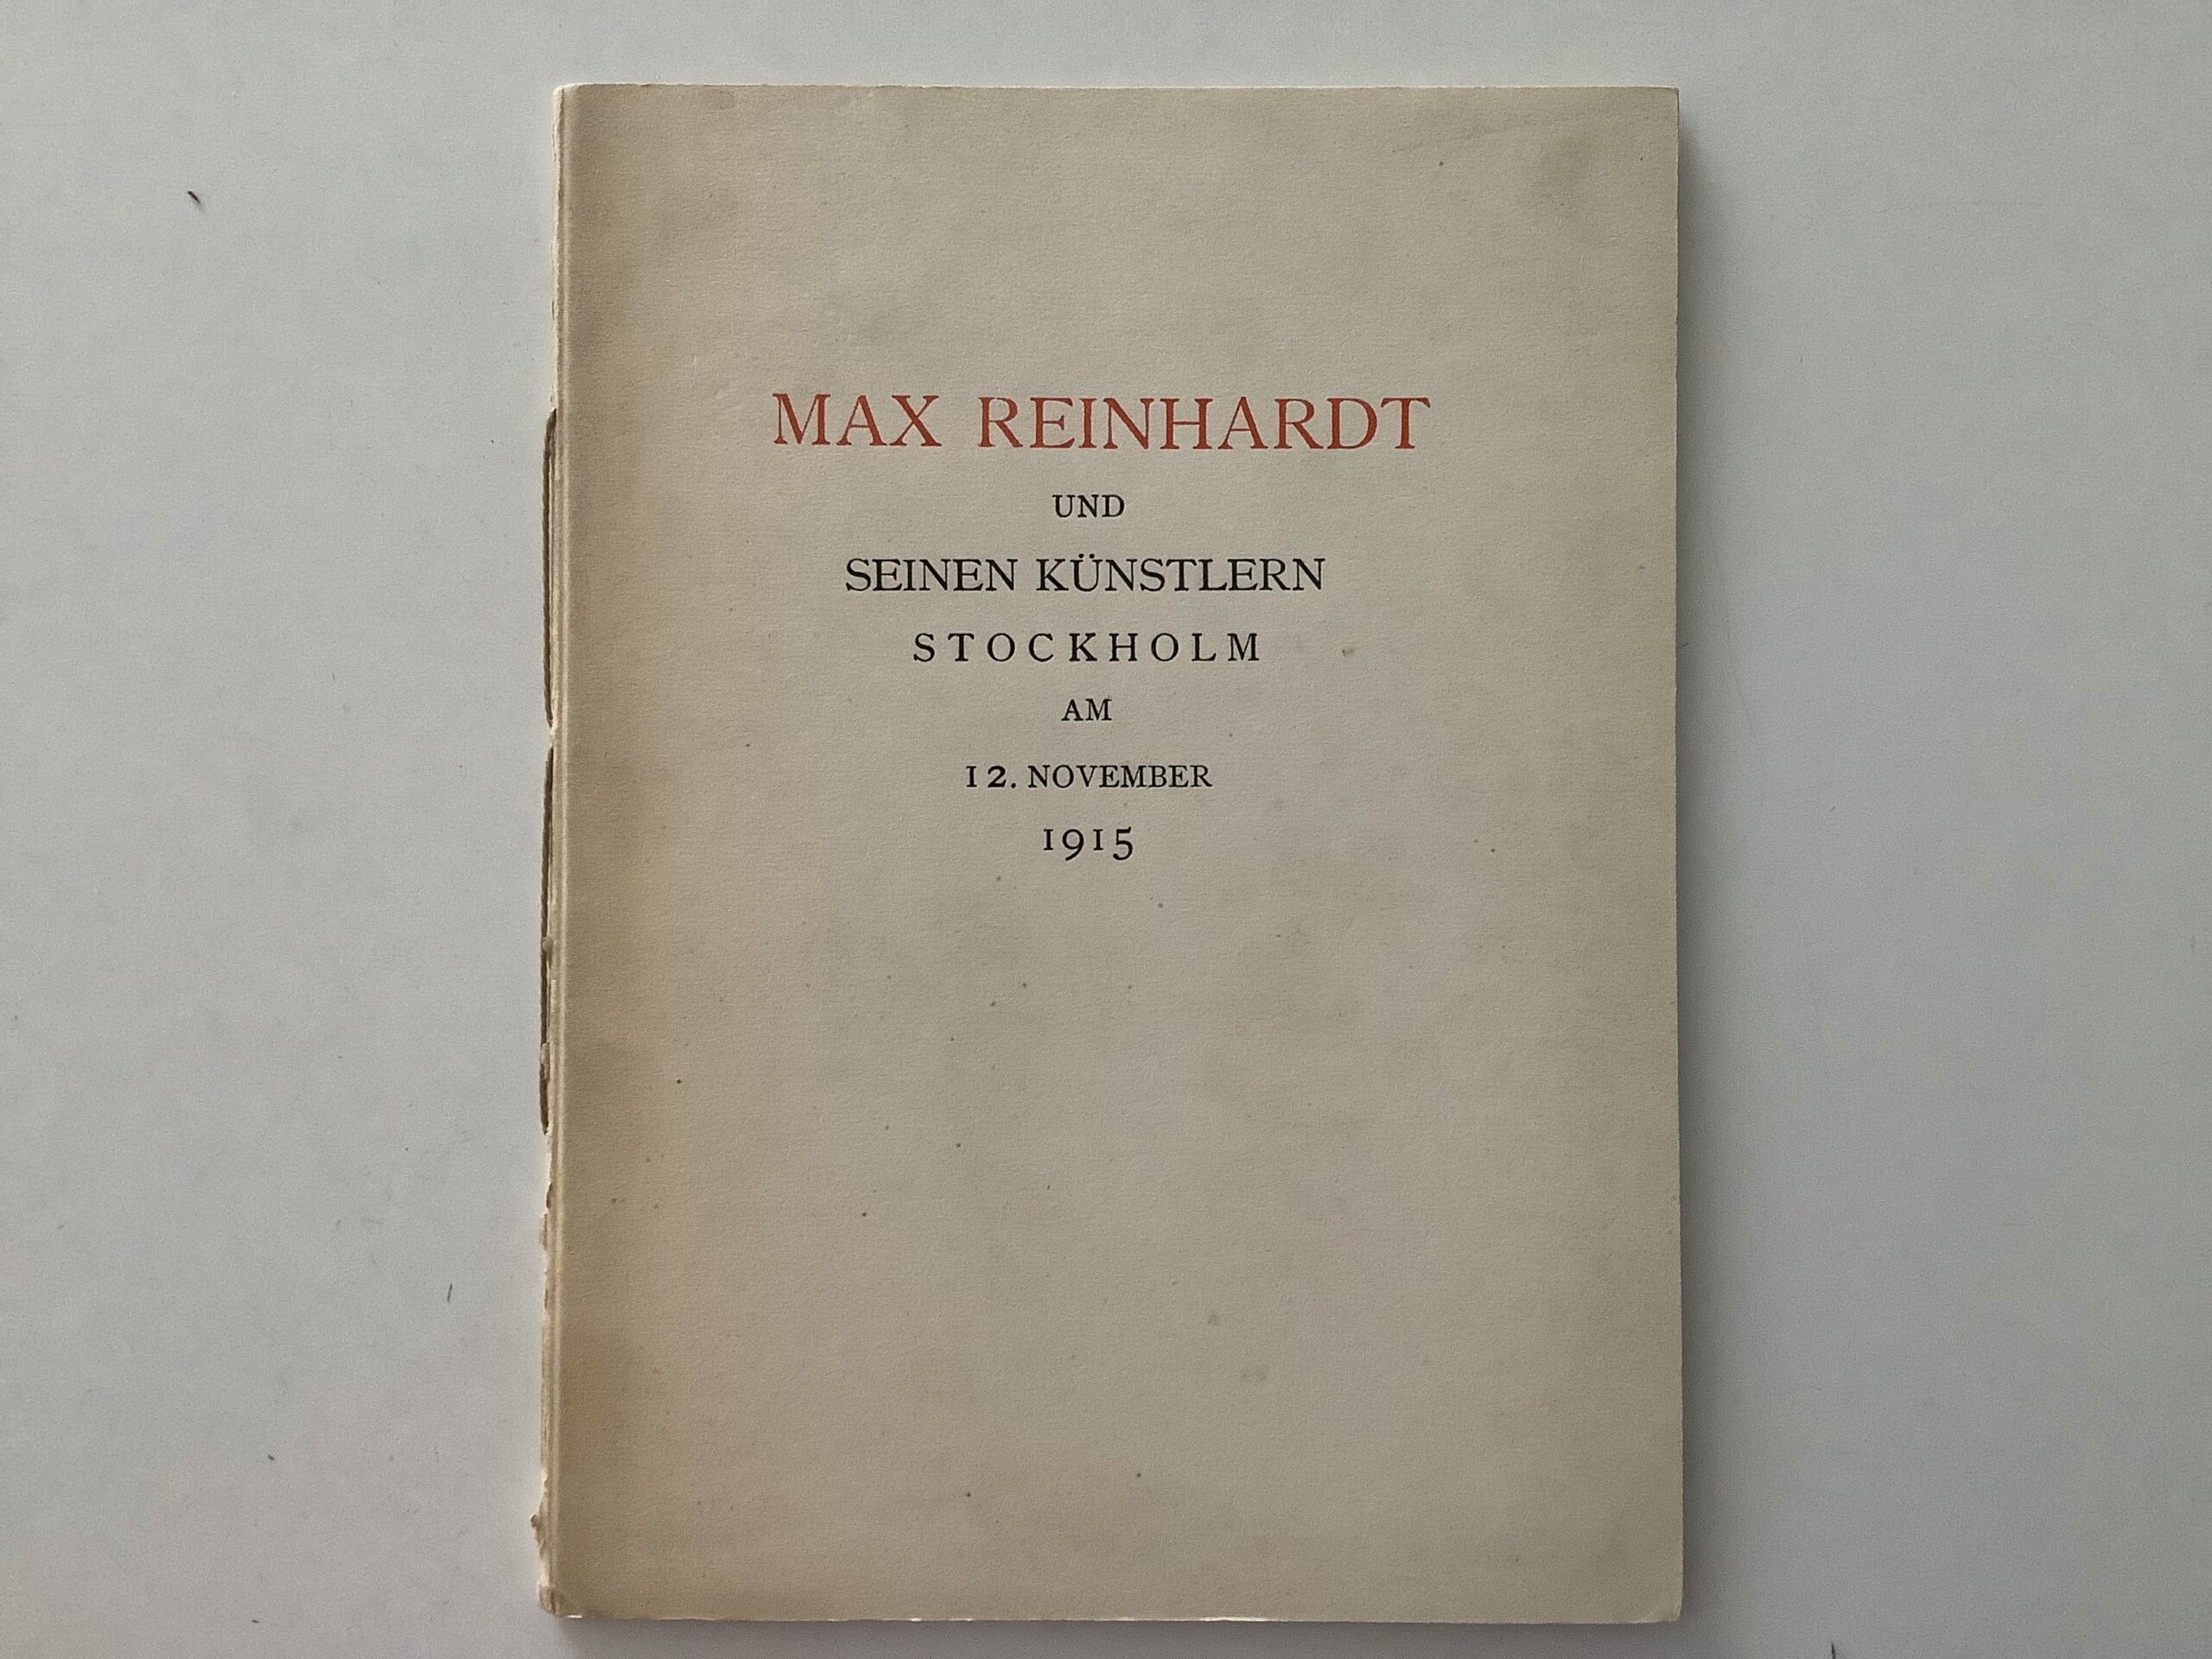 MAX REINHARDT
UND
SEINEN KÜNSTLERN
STOCKHOLM
AM
12. NOVEMBER
1915